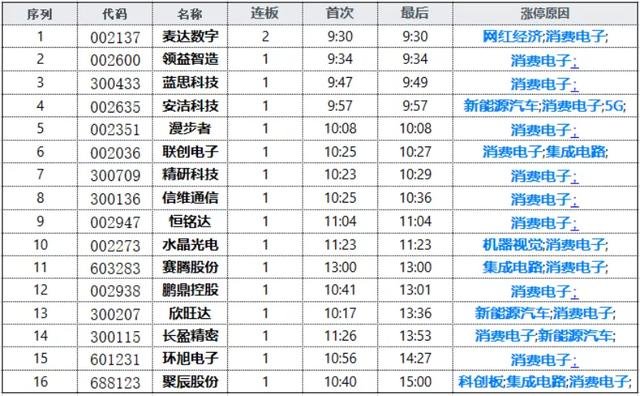 序列 代码 名称 连板 首次 最后 涨停原因
1 002137 麦达数字 2 9:30 9:30 网红经济;消费电子;
2 002600 领益智造 1 9:34 9:34 消费电子;
3 300433 蓝思科技 1 9:47 9:49 消费电子;
4 002635 安洁科技 1 9:57 9:57 新能源汽车;消费电子;5G;
5 002351 漫步者 1 10:08 10:08 消费电子;
6 002036 联创电子 1 10:25 10:27 消费电子;集成电路;
7 300709 精研科技 1 10:23 10:29 消费电子;
8 300136 信维通信 1 10:25 10:36 消费电子;
9 002947 恒铭达 1 11:04 11:04 消费电子;
10 002273 水晶光电 1 11:23 11:23 机器视觉;消费电子;
11 603283 赛腾股份 1 13:00 13:00 集成电路;消费电子;
12 002938 鹏鼎控股 1 10:41 13:01 消费电子;
13 300207 欣旺达 1 10:17 13:36 新能源汽车;消费电子;
14 300115 长盈精密 1 11:26 13:53 消费电子;新能源汽车;
15 601231 环旭电子 1 10:56 14:27 消费电子;
16 688123 聚辰股份 1 10:40 15:00 科创板;集成电路;消费电子;